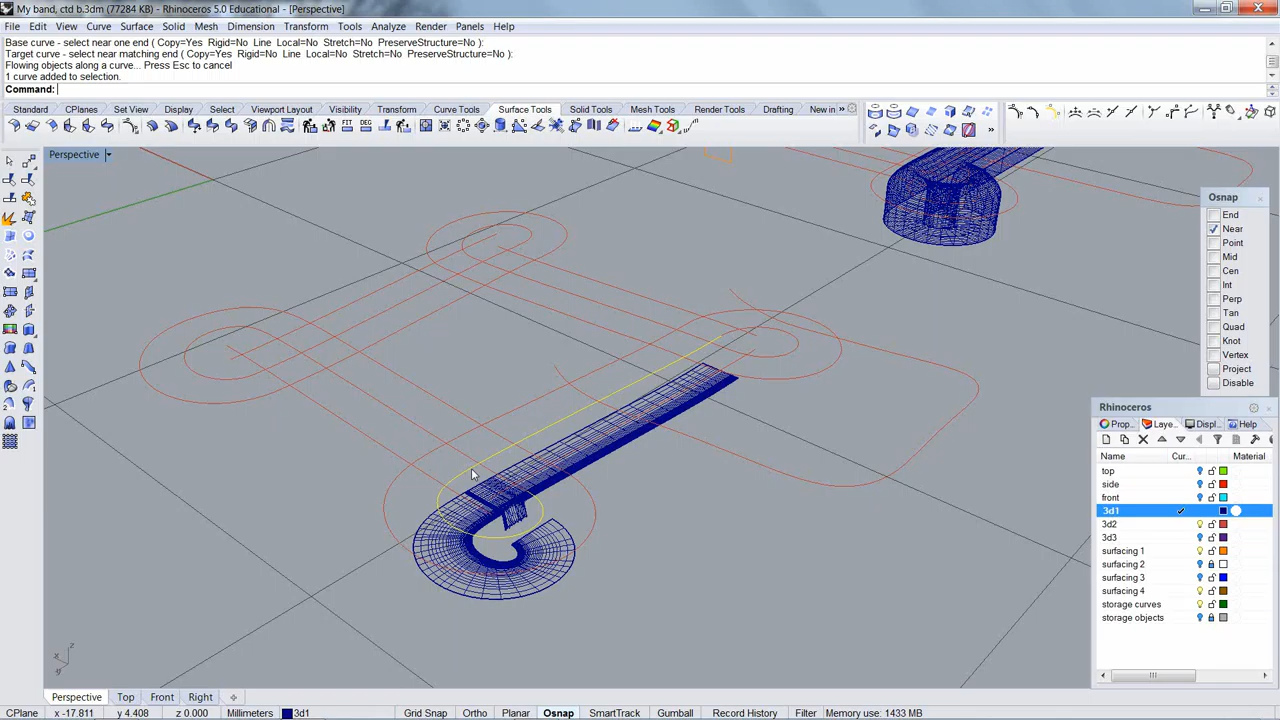 My band, ctd b.3dm (77284 KB) - Rhinoceros 5.0 Educational - [Perspective]
File Edit View Curve Surface Solid Mesh Dimension Transform Tools Analyze Render Panels Help
Base curve - select near one end ( Copy=Yes Rigid=No Line Local=No Stretch=No PreserveStructure=No ):
Target curve - select near matching end ( Copy=Yes Rigid=No Line Local=No Stretch=No PreserveStructure=No ):
Flowing objects along a curve... Press Esc to cancel
1 curve added to selection.
Command:
Standard CPlanes Set View Display Select Viewport Layout Visibility Transform Curve Tools Surface Tools Solid Tools Mesh Tools Render Tools Drafting New in »
FIT DEG
Perspective
Osnap
End
Near
Point
Mid
Cen
Int
Perp
Tan
Quad
Knot
Vertex
Project
Disable
Rhinoceros
Prop... Laye... Displ... Help
Name Cur... Material
top
side
front
3d1
3d2
3d3
surfacing 1
surfacing 2
surfacing 3
surfacing 4
storage curves
storage objects
z
x
y
Perspective Top Front Right
CPlane x -17.811 y 4.408 z 0.000 Millimeters 3d1 Grid Snap Ortho Planar Osnap SmartTrack Gumball Record History Filter Memory use: 1433 MB